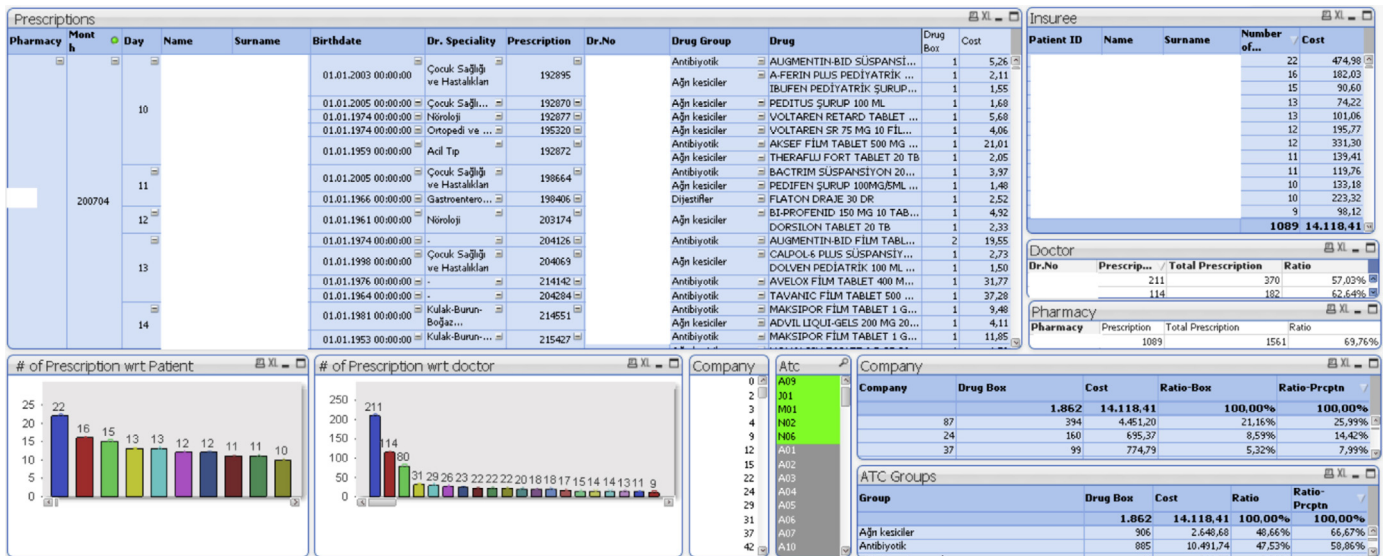 Prescriptions
Pharmacy Mont h Day Name Surname Birthdate Dr. Speciality Prescription Dr.No Drug Group Drug Drug Box Cost
200704
10
01.01.2003 00:00:00 Çocuk Sağlığı ve Hastalıkları 192895 Antibiyotik AUGMENTIN-BID SÜSPANSİ... 1 5,26
Ağrı kesiciler A-FERIN PLUS PEDİYATRİK ... 1 2,11
IBUFEN PEDİYATRİK ŞURUP... 1 1,55
01.01.2005 00:00:00 Çocuk Sağlı... 192870 Ağrı kesiciler PEDITUS ŞURUP 100 ML 1 1,68
01.01.1974 00:00:00 Nöroloji 192877 Ağrı kesiciler VOLTAREN RETARD TABLET ... 1 5,68
01.01.1974 00:00:00 Ortopedi ve ... 195320 Ağrı kesiciler VOLTAREN SR 75 MG 10 FİL... 1 4,06
01.01.1959 00:00:00 Acil Tıp 192872 Antibiyotik AKSEF FİLM TABLET 500 MG ... 1 21,01
Ağrı kesiciler THERAFLU FORT TABLET 20 TB 1 2,05
11
01.01.2005 00:00:00 Çocuk Sağlığı ve Hastalıkları 198664 Antibiyotik BACTRIM SÜSPANSİYON 20... 1 3,97
Ağrı kesiciler PEDIFEN ŞURUP 100MG/5ML ... 1 1,48
01.01.1966 00:00:00 Gastroentero... 198406 Dijestifler FLATON DRAJE 30 DR 1 2,52
12
01.01.1961 00:00:00 Nöroloji 203174 Ağrı kesiciler BI-PROFENID 150 MG 10 TAB... 1 4,92
DORSILON TABLET 20 TB 1 2,33
13
01.01.1974 00:00:00 - 204126 Antibiyotik AUGMENTIN-BID FİLM TABL... 2 19,55
01.01.1998 00:00:00 Çocuk Sağlığı ve Hastalıkları 204069 Ağrı kesiciler CALPOL-6 PLUS SÜSPANSİY... 1 2,73
DOLVEN PEDİATRİK 100 ML ... 1 1,50
01.01.1976 00:00:00 - 214142 Antibiyotik AVELOX FİLM TABLET 400 M... 1 31,77
01.01.1964 00:00:00 - 204284 Antibiyotik TAVANIC FİLM TABLET 500 ... 1 37,28
14
01.01.1981 00:00:00 Kulak-Burun-Boğaz... 214551 Antibiyotik MAKSIPOR FİLM TABLET 1 G... 1 9,48
Ağrı kesiciler ADVIL LIQUI-GELS 200 MG 20... 1 4,11
01.01.1953 00:00:00 Kulak-Burun-... 215427 Antibiyotik MAKSIPOR FİLM TABLET 1 G... 1 11,85
Insuree
Patient ID Name Surname Number of... Cost
22 474,98
16 182,03
15 90,60
13 74,22
13 101,06
12 195,77
12 331,30
11 139,41
11 119,76
10 133,18
10 223,32
9 98,12
1089 14.118,41
Doctor
Dr.No Prescrip... Total Prescription Ratio
211 370 57,03%
114 182 62,64%
Pharmacy
Pharmacy Prescription Total Prescription Ratio
1089 1561 69,76%
# of Prescription wrt Patient
25
20
15
10
5
0
22 16 15 13 13 12 12 11 11 10
# of Prescription wrt doctor
250
200
150
100
50
0
211 114 80 31 29 26 23 22 22 22 20 18 18 17 15 14 14 13 11 9
Company
0
2
3
4
9
12
15
22
24
29
31
37
42
Atc
A09
J01
M01
N02
N06
A01
A02
A03
A04
A05
A06
A07
A10
Company
Company Drug Box Cost Ratio-Box Ratio-Prcptn
1.862 14.118,41 100,00% 100,00%
87 394 4.451,20 21,16% 25,99%
24 160 695,37 8,59% 14,42%
37 99 774,79 5,32% 7,99%
ATC Groups
Group Drug Box Cost Ratio Ratio-Prcptn
1.862 14.118,41 100,00% 100,00%
Ağrı kesiciler 906 2.648,68 48,66% 66,67%
Antibiyotik 885 10.491,74 47,53% 58,86%